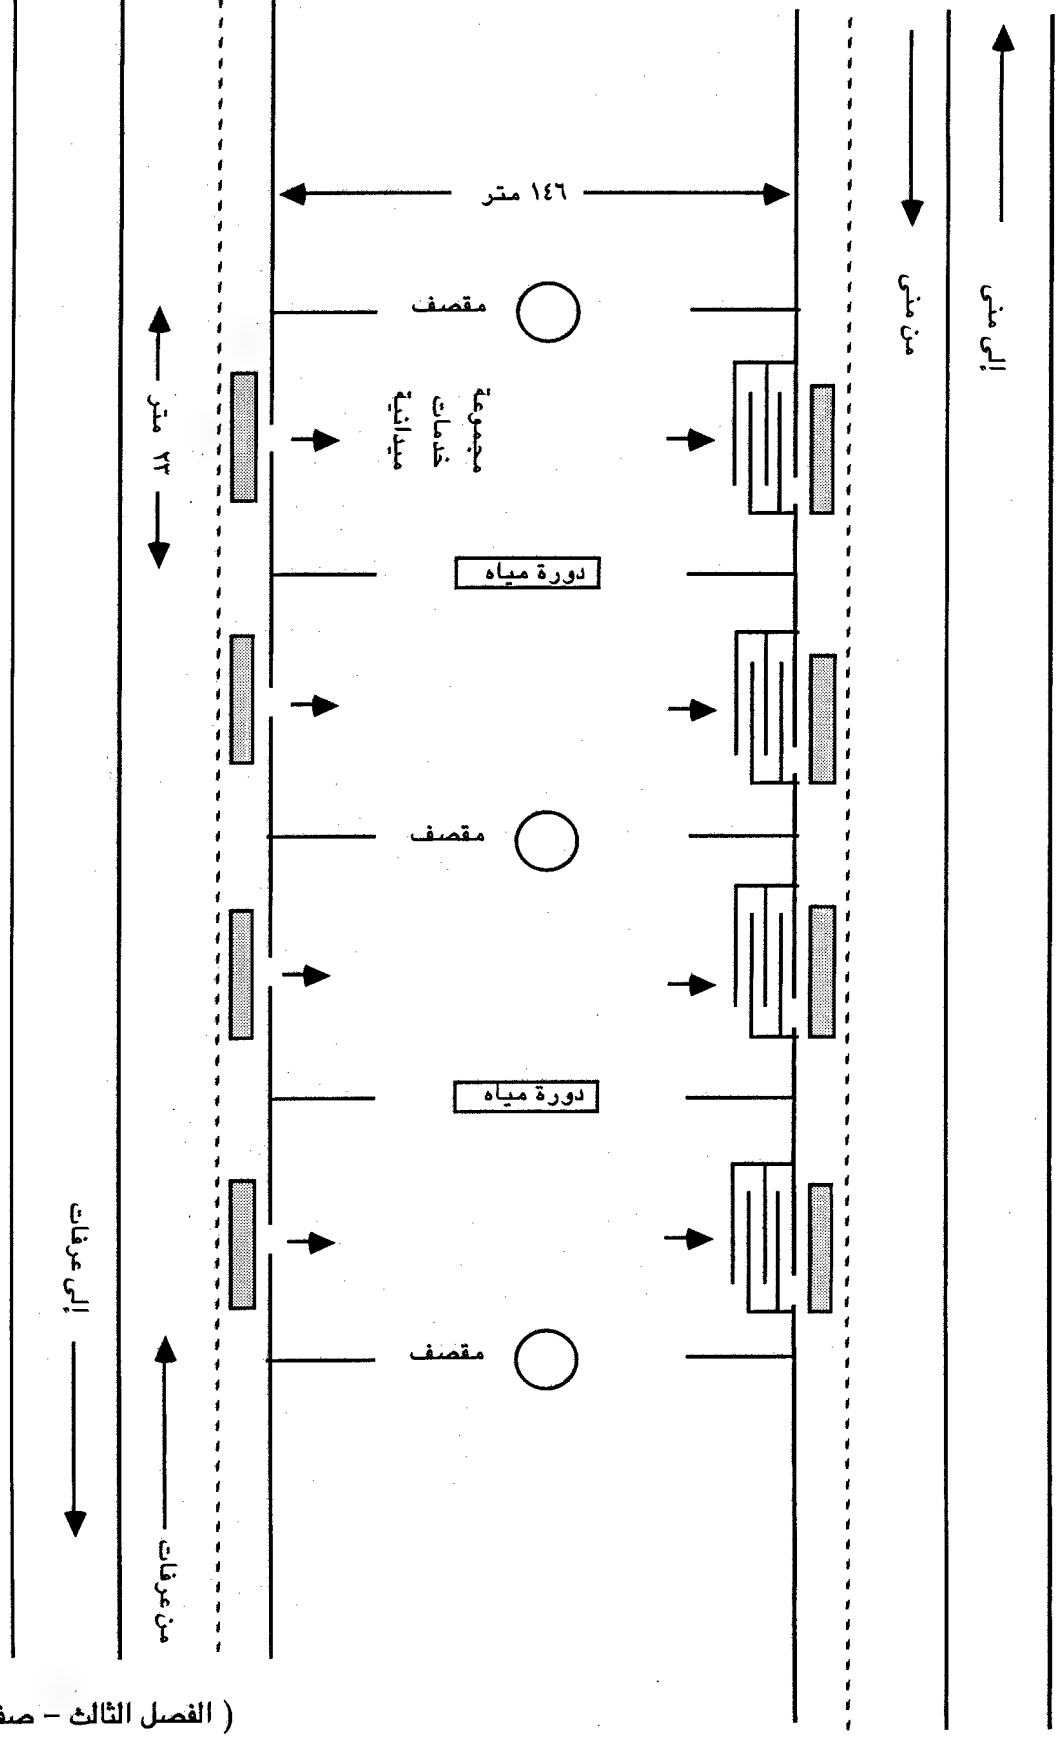 ١٤٦ متر
مقصف
من منى
إلى منى
مجموعة
خدمات
ميدانية
٢٣ متر
دورة مياه
مقصف
دورة مياه
إلى عرفات
مقصف
من عرفات
( الفصل الثالث –